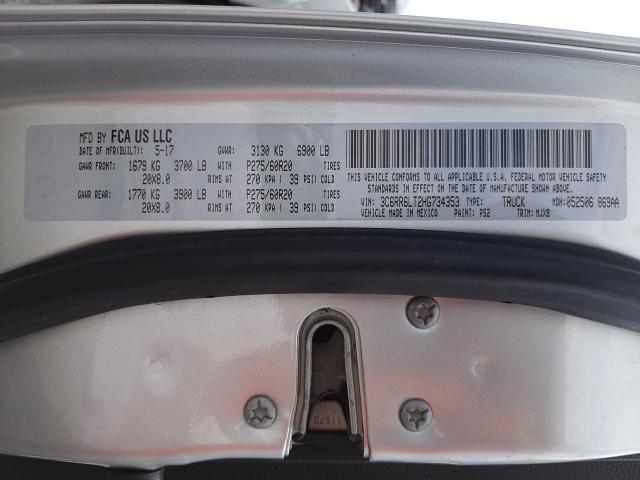 MFD BY FCA US LLC
DATE OF MFR(BUILT): 5-17 GVWR: 3130 KG 6900 LB
GAWR FRONT: 1679 KG 3700 LB WITH P275/60R20 TIRES
20X8.0 RIMS AT 270 KPA ( 39 PSI) COLD
GAWR REAR: 1770 KG 3900 LB WITH P275/60R20 TIRES
20X8.0 RIMS AT 270 KPA ( 39 PSI) COLD
THIS VEHICLE CONFORMS TO ALL APPLICABLE U.S.A. FEDERAL MOTOR VEHICLE SAFETY
STANDARDS IN EFFECT ON THE DATE OF MANUFACTURE SHOWN ABOVE.
VIN: 3C6RR6LT2HG734353 TYPE: TRUCK MDH: 052506 869AA
VEHICLE MADE IN MEXICO PAINT: PS2 TRIM: MJX8
1167D